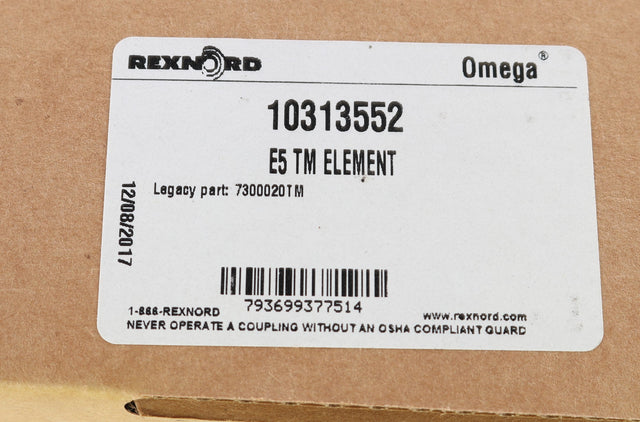 REXNORD Omega®
10313552
E5 TM ELEMENT
Legacy part: 7300020TM
12/08/2017
793699377514
1-866-REXNORD www.rexnord.com
NEVER OPERATE A COUPLING WITHOUT AN OSHA COMPLIANT GUARD